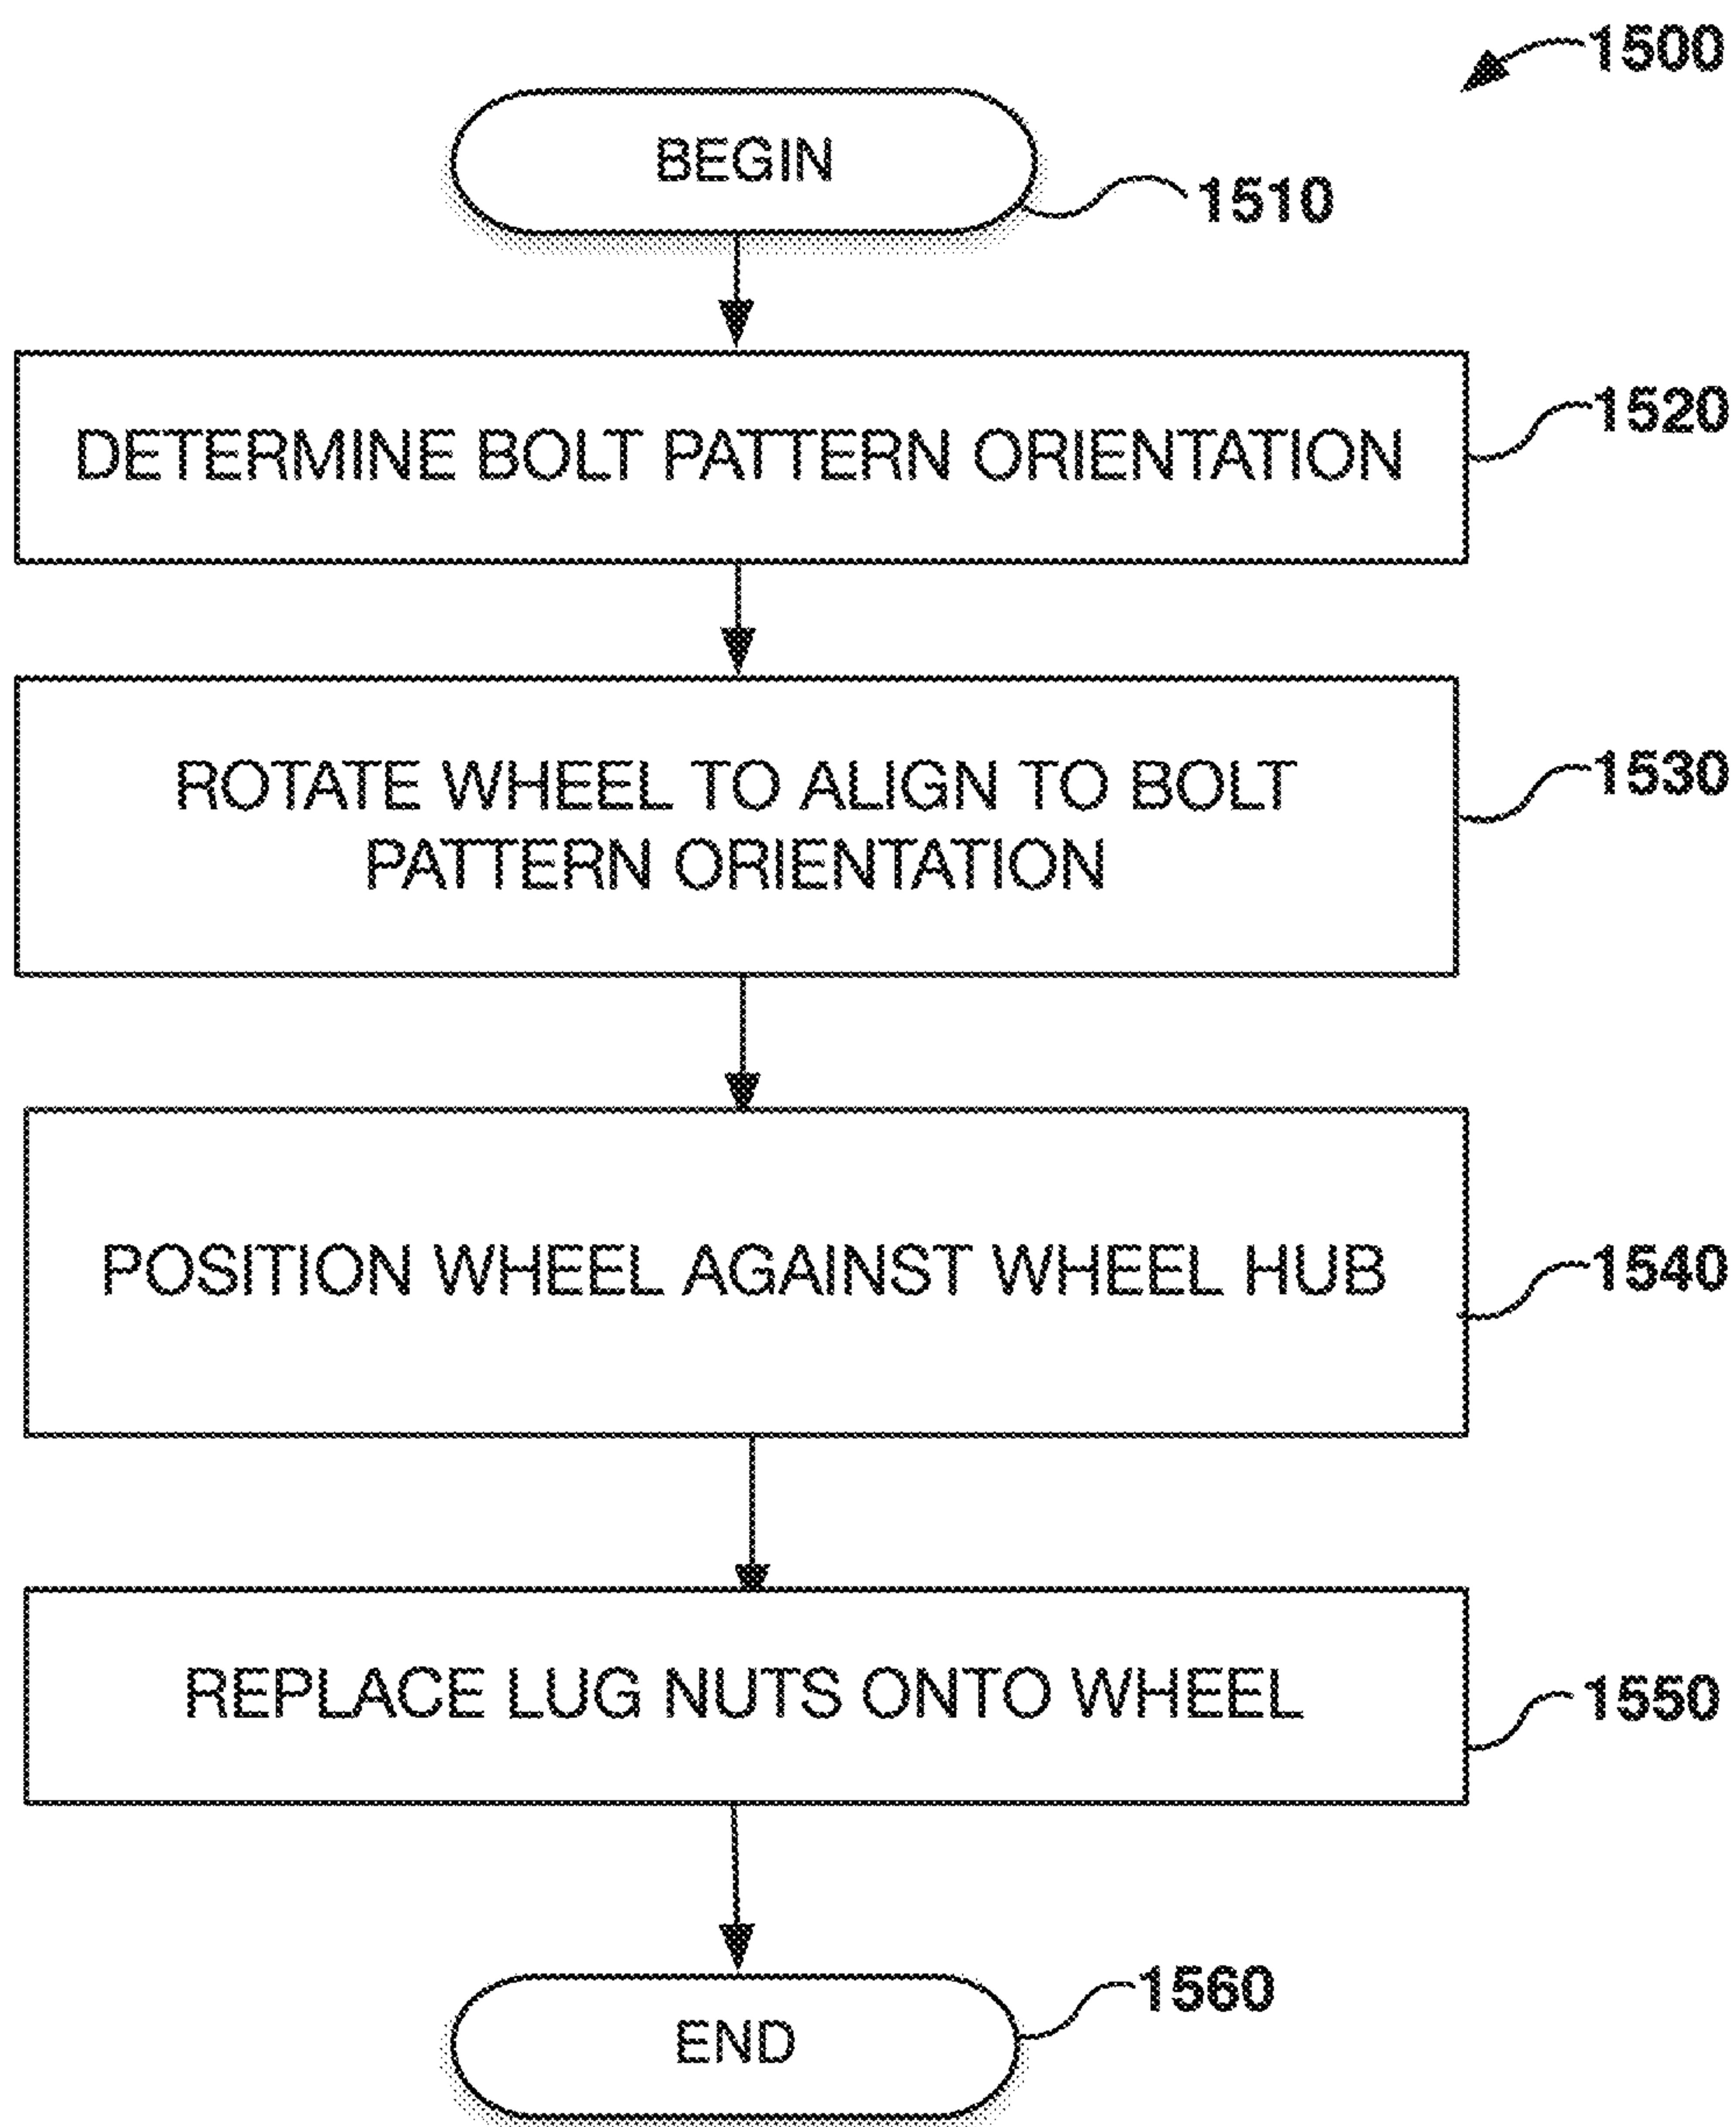 1500
BEGIN
1510
DETERMINE BOLT PATTERN ORIENTATION
1520
ROTATE WHEEL TO ALIGN TO BOLT
PATTERN ORIENTATION
1530
POSITION WHEEL AGAINST WHEEL HUB
1540
REPLACE LUG NUTS ONTO WHEEL
1550
END
1560